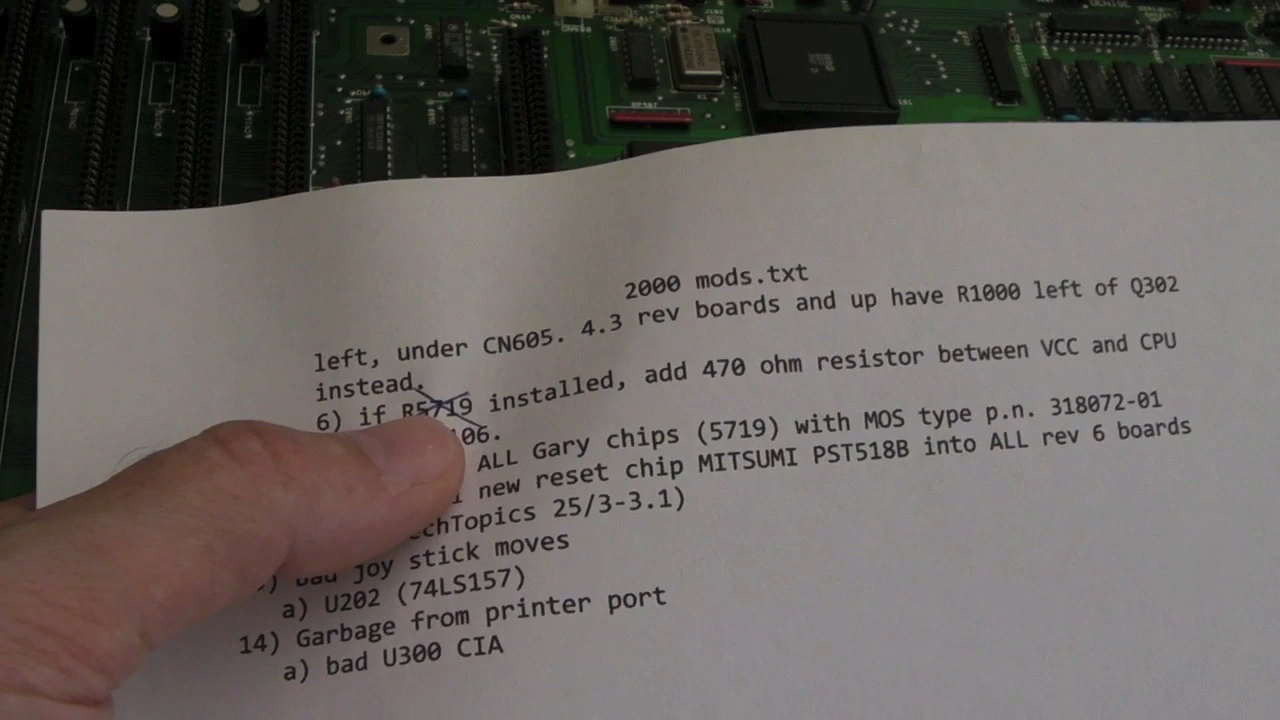 2000 mods.txt
left, under CN605. 4.3 rev boards and up have R1000 left of Q302
instead.
6) if R5719 installed, add 470 ohm resistor between VCC and CPU
06.
ALL Gary chips (5719) with MOS type p.n. 318072-01
new reset chip MITSUMI PST518B into ALL rev 6 boards
chTopics 25/3-3.1)
) bad joy stick moves
a) U202 (74LS157)
14) Garbage from printer port
a) bad U300 CIA